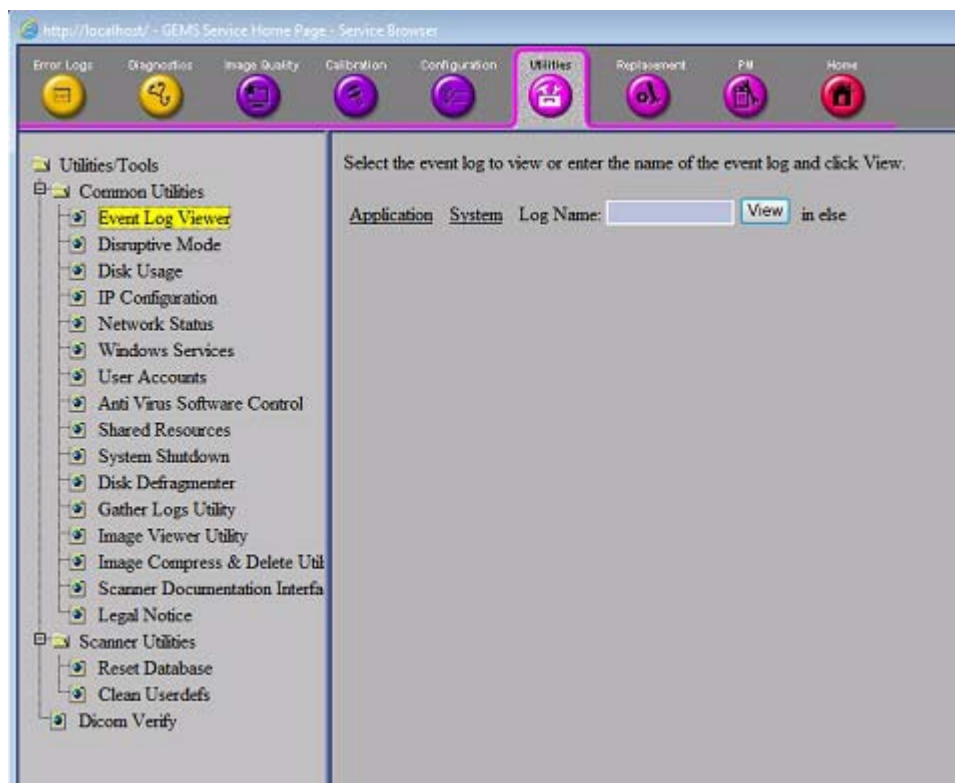 http://localhost/ - GEMS Service Home Page - Service Browser
Error Logs Diagnostics Image Quality Calibration Configuration Utilities Replacement PM Home
Utilities/Tools
Common Utilities
Event Log Viewer
Disruptive Mode
Disk Usage
IP Configuration
Network Status
Windows Services
User Accounts
Anti Virus Software Control
Shared Resources
System Shutdown
Disk Defragmenter
Gather Logs Utility
Image Viewer Utility
Image Compress & Delete Util
Scanner Documentation Interfa
Legal Notice
Scanner Utilities
Reset Database
Clean Userdefs
Dicom Verify
Select the event log to view or enter the name of the event log and click View.
Application System Log Name: View in else